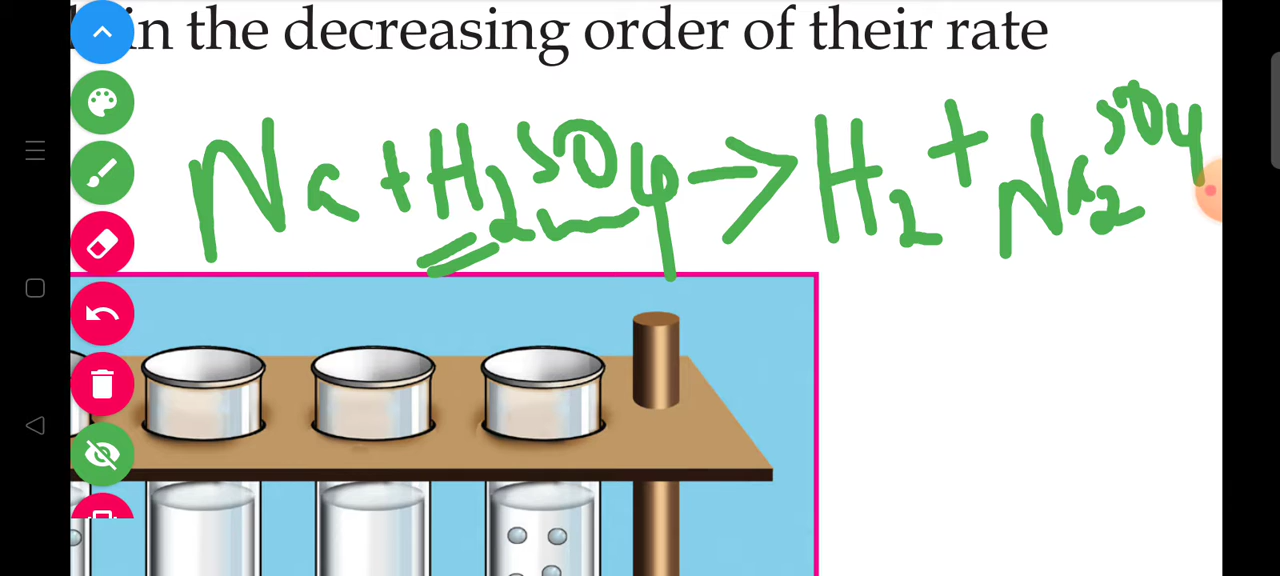 in the decreasing order of their rate
Na + H2SO4 → H2 + Na2SO4